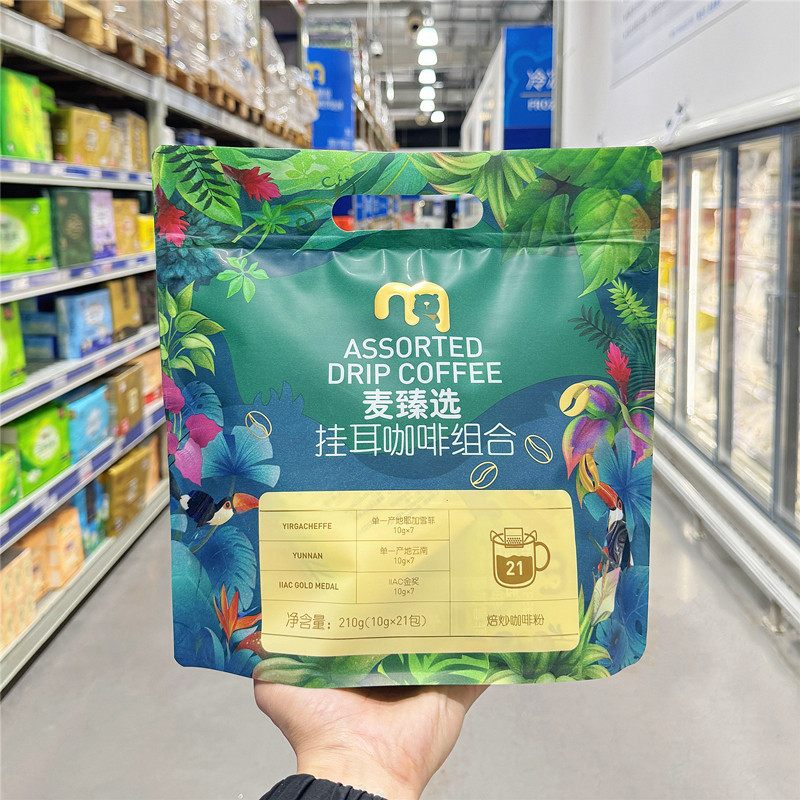 冷冻
FROZE
ASSORTED
DRIP COFFEE
麦臻选
挂耳咖啡组合
YIRGACHEFFE
单一产地耶加雪菲
10g×7
YUNNAN
单一产地云南
10g×7
IIAC GOLD MEDAL
IIAC金奖
10g×7
21
净含量：210g(10g×21包)
焙炒咖啡粉